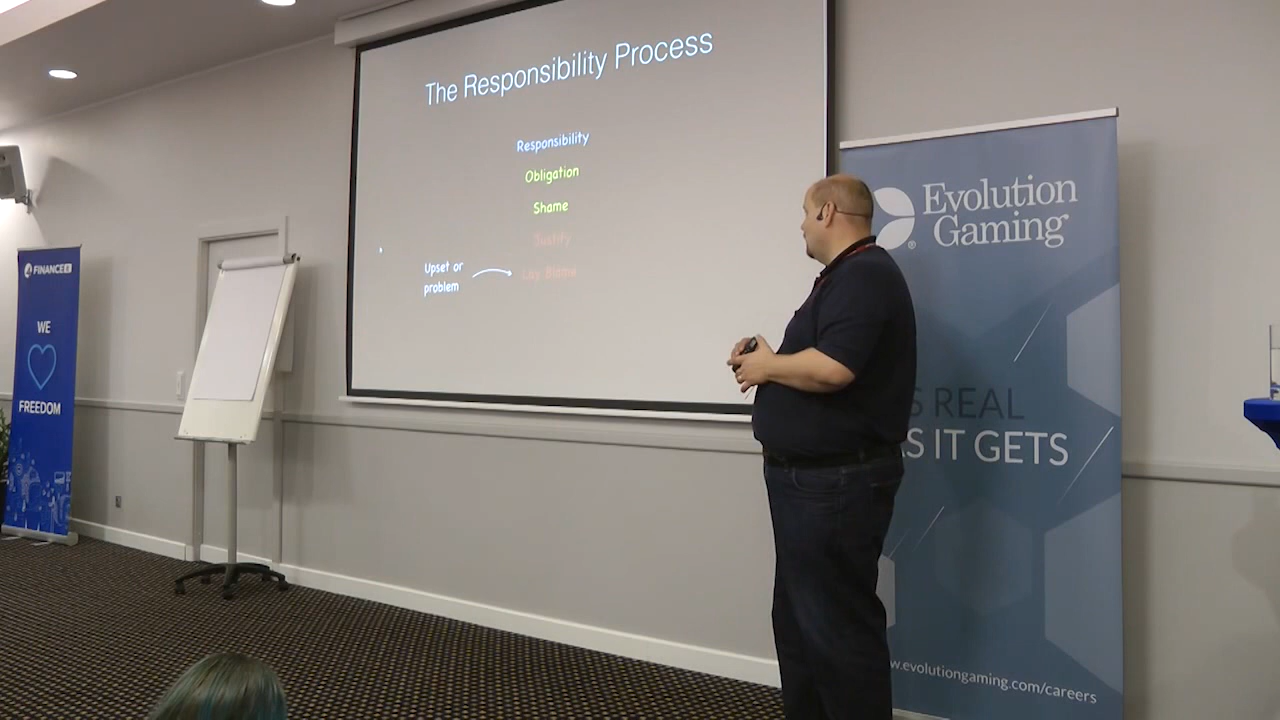 The Responsibility Process
Responsibility
Obligation
Shame
Justify
Upset or
problem
Lay Blame
FINANCE
WE
FREEDOM
Evolution
Gaming
REAL
AS IT GETS
w.evolutiongaming.com/careers